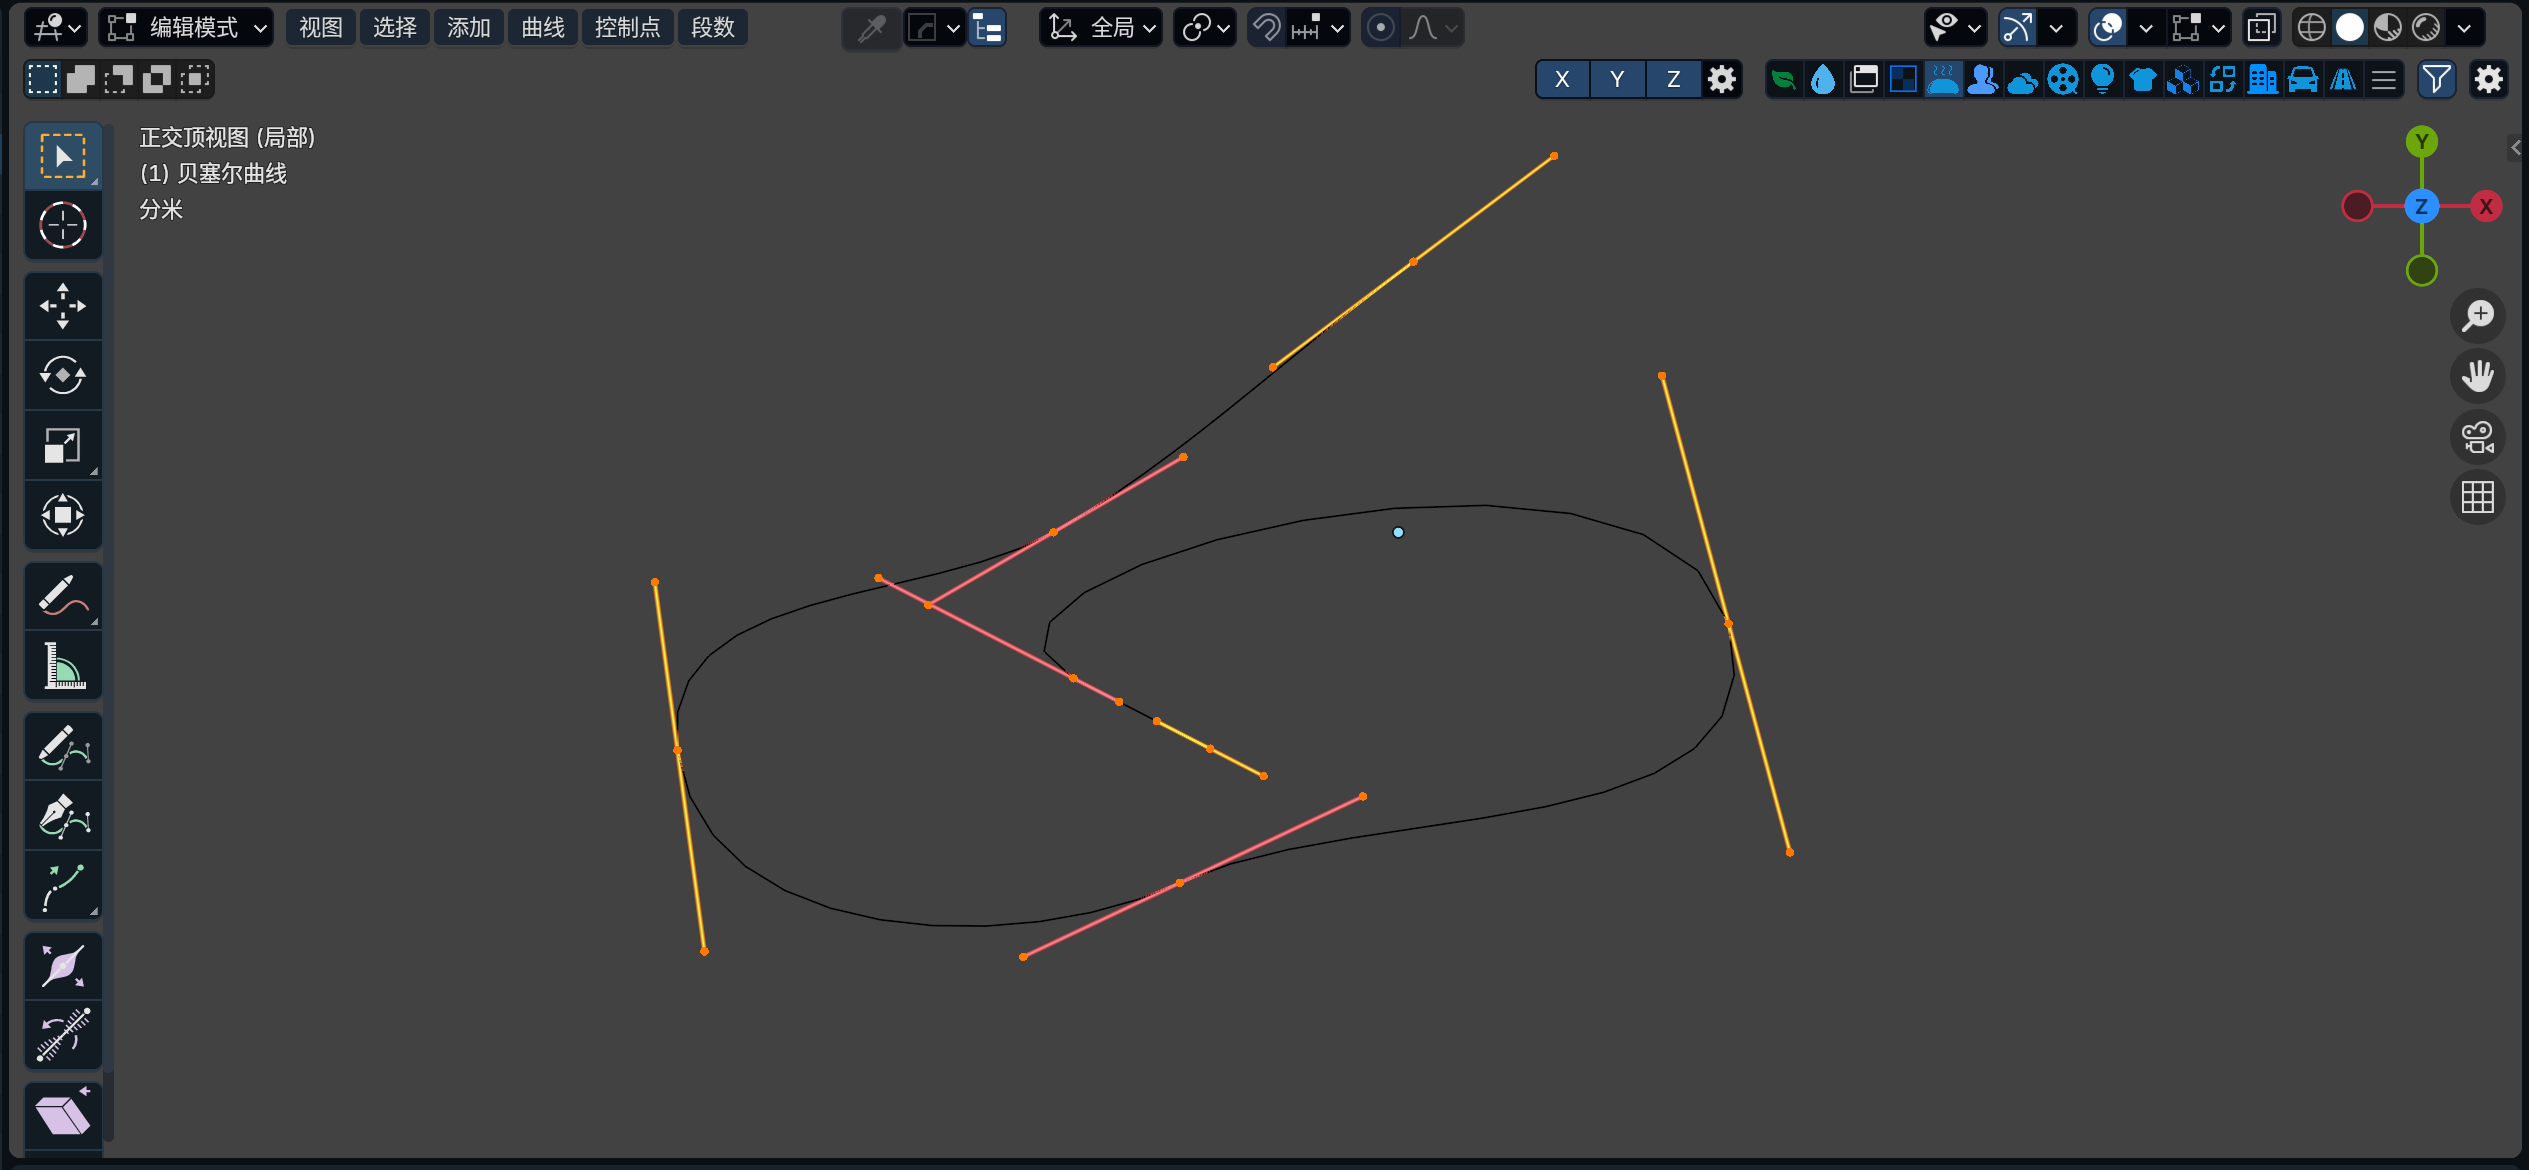 编辑模式 视图 选择 添加 曲线 控制点 段数 全局
X Y Z
正交顶视图 (局部)
(1) 贝塞尔曲线
分米
Y
Z X